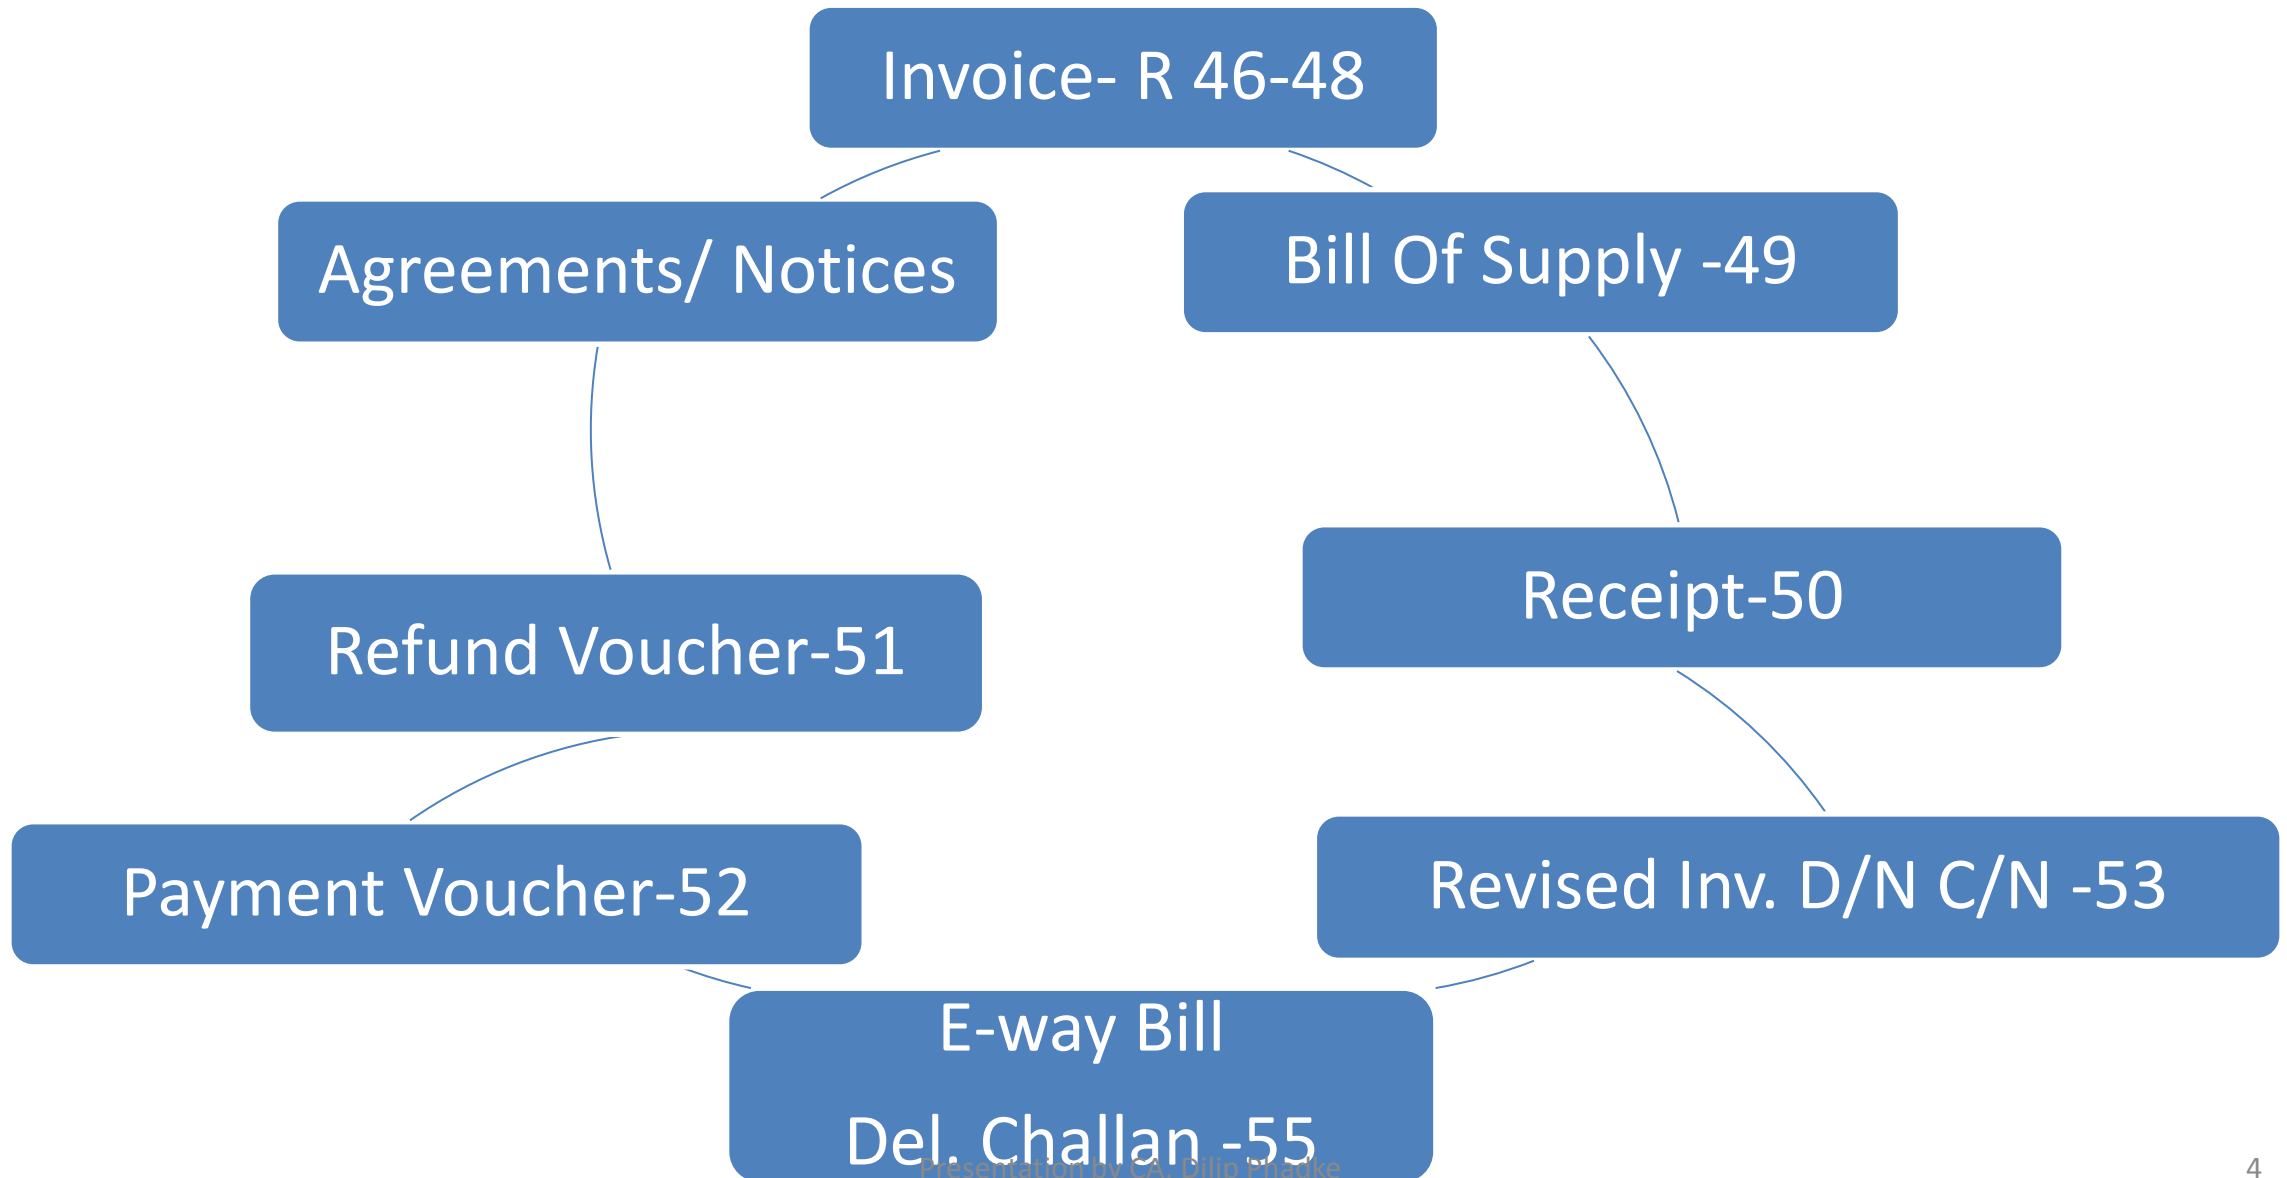 Invoice- R 46-48
Agreements/ Notices
Bill Of Supply -49
Receipt-50
Refund Voucher-51
Payment Voucher-52
Revised Inv. D/N C/N -53
E-way Bill
Del. Challan -55
Presentation by CA. Dilip Phadke
4